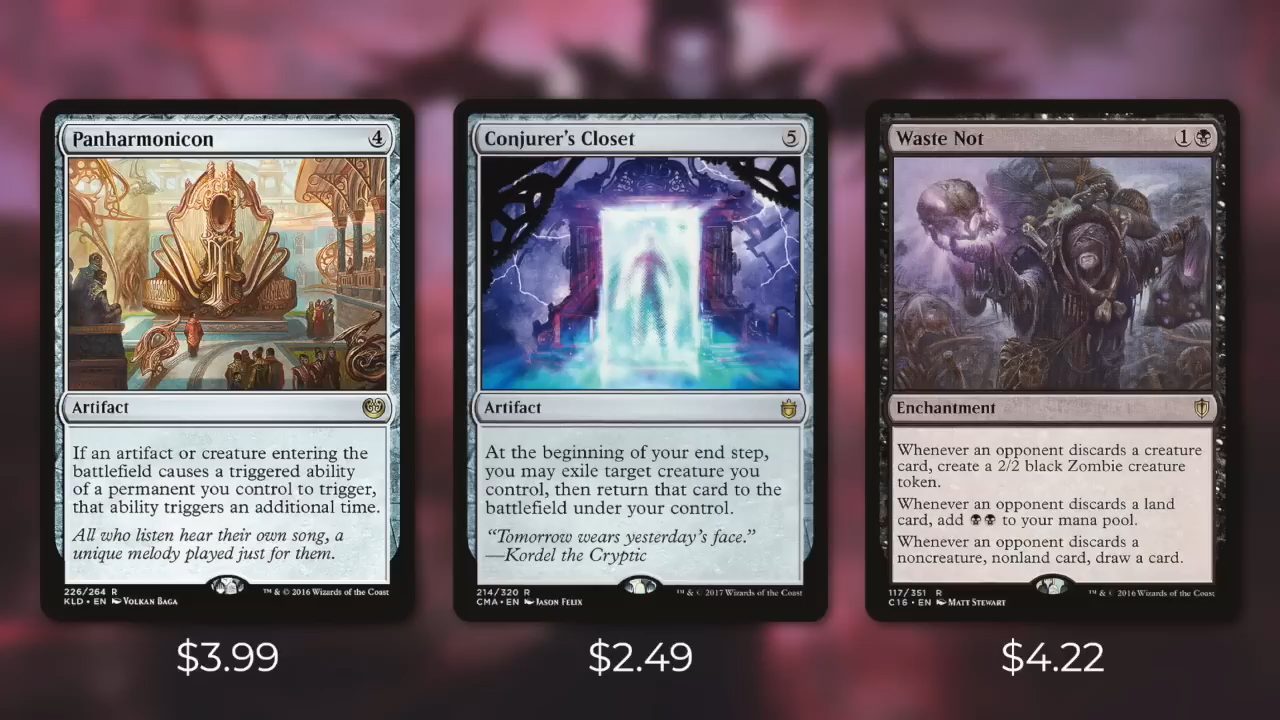 Panharmonicon 4
Artifact
If an artifact or creature entering the
battlefield causes a triggered ability
of a permanent you control to trigger,
that ability triggers an additional time.
All who listen hear their own song, a
unique melody played just for them.
226/264 R
KLD • EN VOLKAN BAGA
™ & © 2016 Wizards of the Coast
$3.99
Conjurer's Closet 5
Artifact
At the beginning of your end step,
you may exile target creature you
control, then return that card to the
battlefield under your control.
"Tomorrow wears yesterday's face."
—Kordel the Cryptic
214/320 R
CMA • EN JASON FELIX
™ & © 2017 Wizards of the Coast
$2.49
Waste Not 1
Enchantment
Whenever an opponent discards a creature
card, create a 2/2 black Zombie creature
token.
Whenever an opponent discards a land
card, add to your mana pool.
Whenever an opponent discards a
noncreature, nonland card, draw a card.
117/351 R
C16 • EN MATT STEWART
™ & © 2016 Wizards of the Coast
$4.22